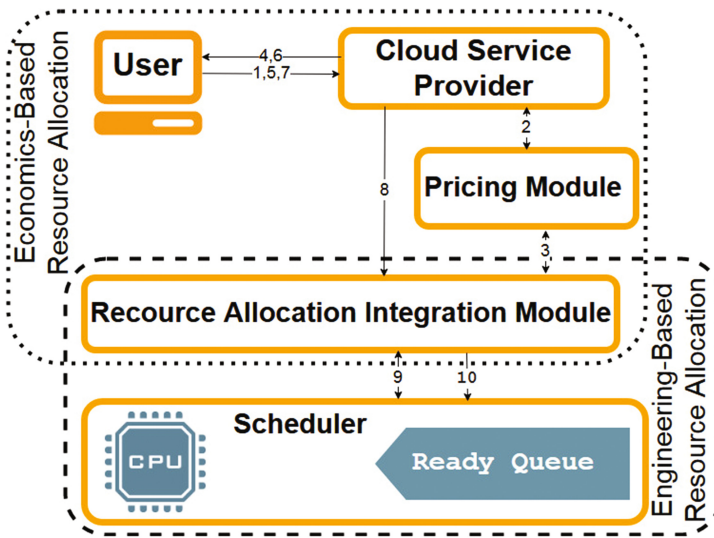 Economics-Based
Resource Allocation
User
4,6
1,5,7
Cloud Service
Provider
2
Pricing Module
8
3
Recource Allocation Integration Module
9
10
Scheduler
CPU
Ready Queue
Engineering-Based
Resource Allocation